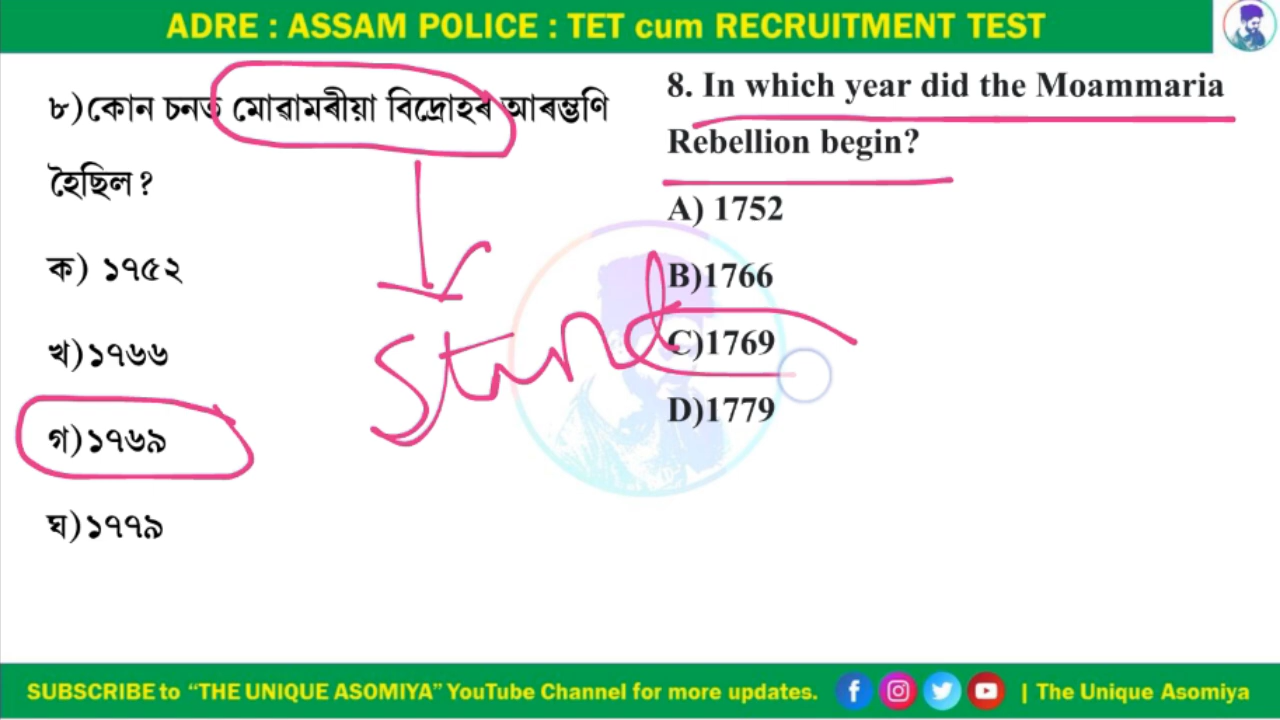 ADRE : ASSAM POLICE : TET cum RECRUITMENT TEST
৮)কোন চনত মোৱামৰীয়া বিদ্ৰোহৰ আৰম্ভণি
হৈছিল?
ক) ১৭৫২
খ)১৭৬৬
গ)১৭৬৯
ঘ)১৭৭৯
8. In which year did the Moammaria
Rebellion begin?
A) 1752
B)1766
C)1769
D)1779
SUBSCRIBE to “THE UNIQUE ASOMIYA” YouTube Channel for more updates. | The Unique Asomiya